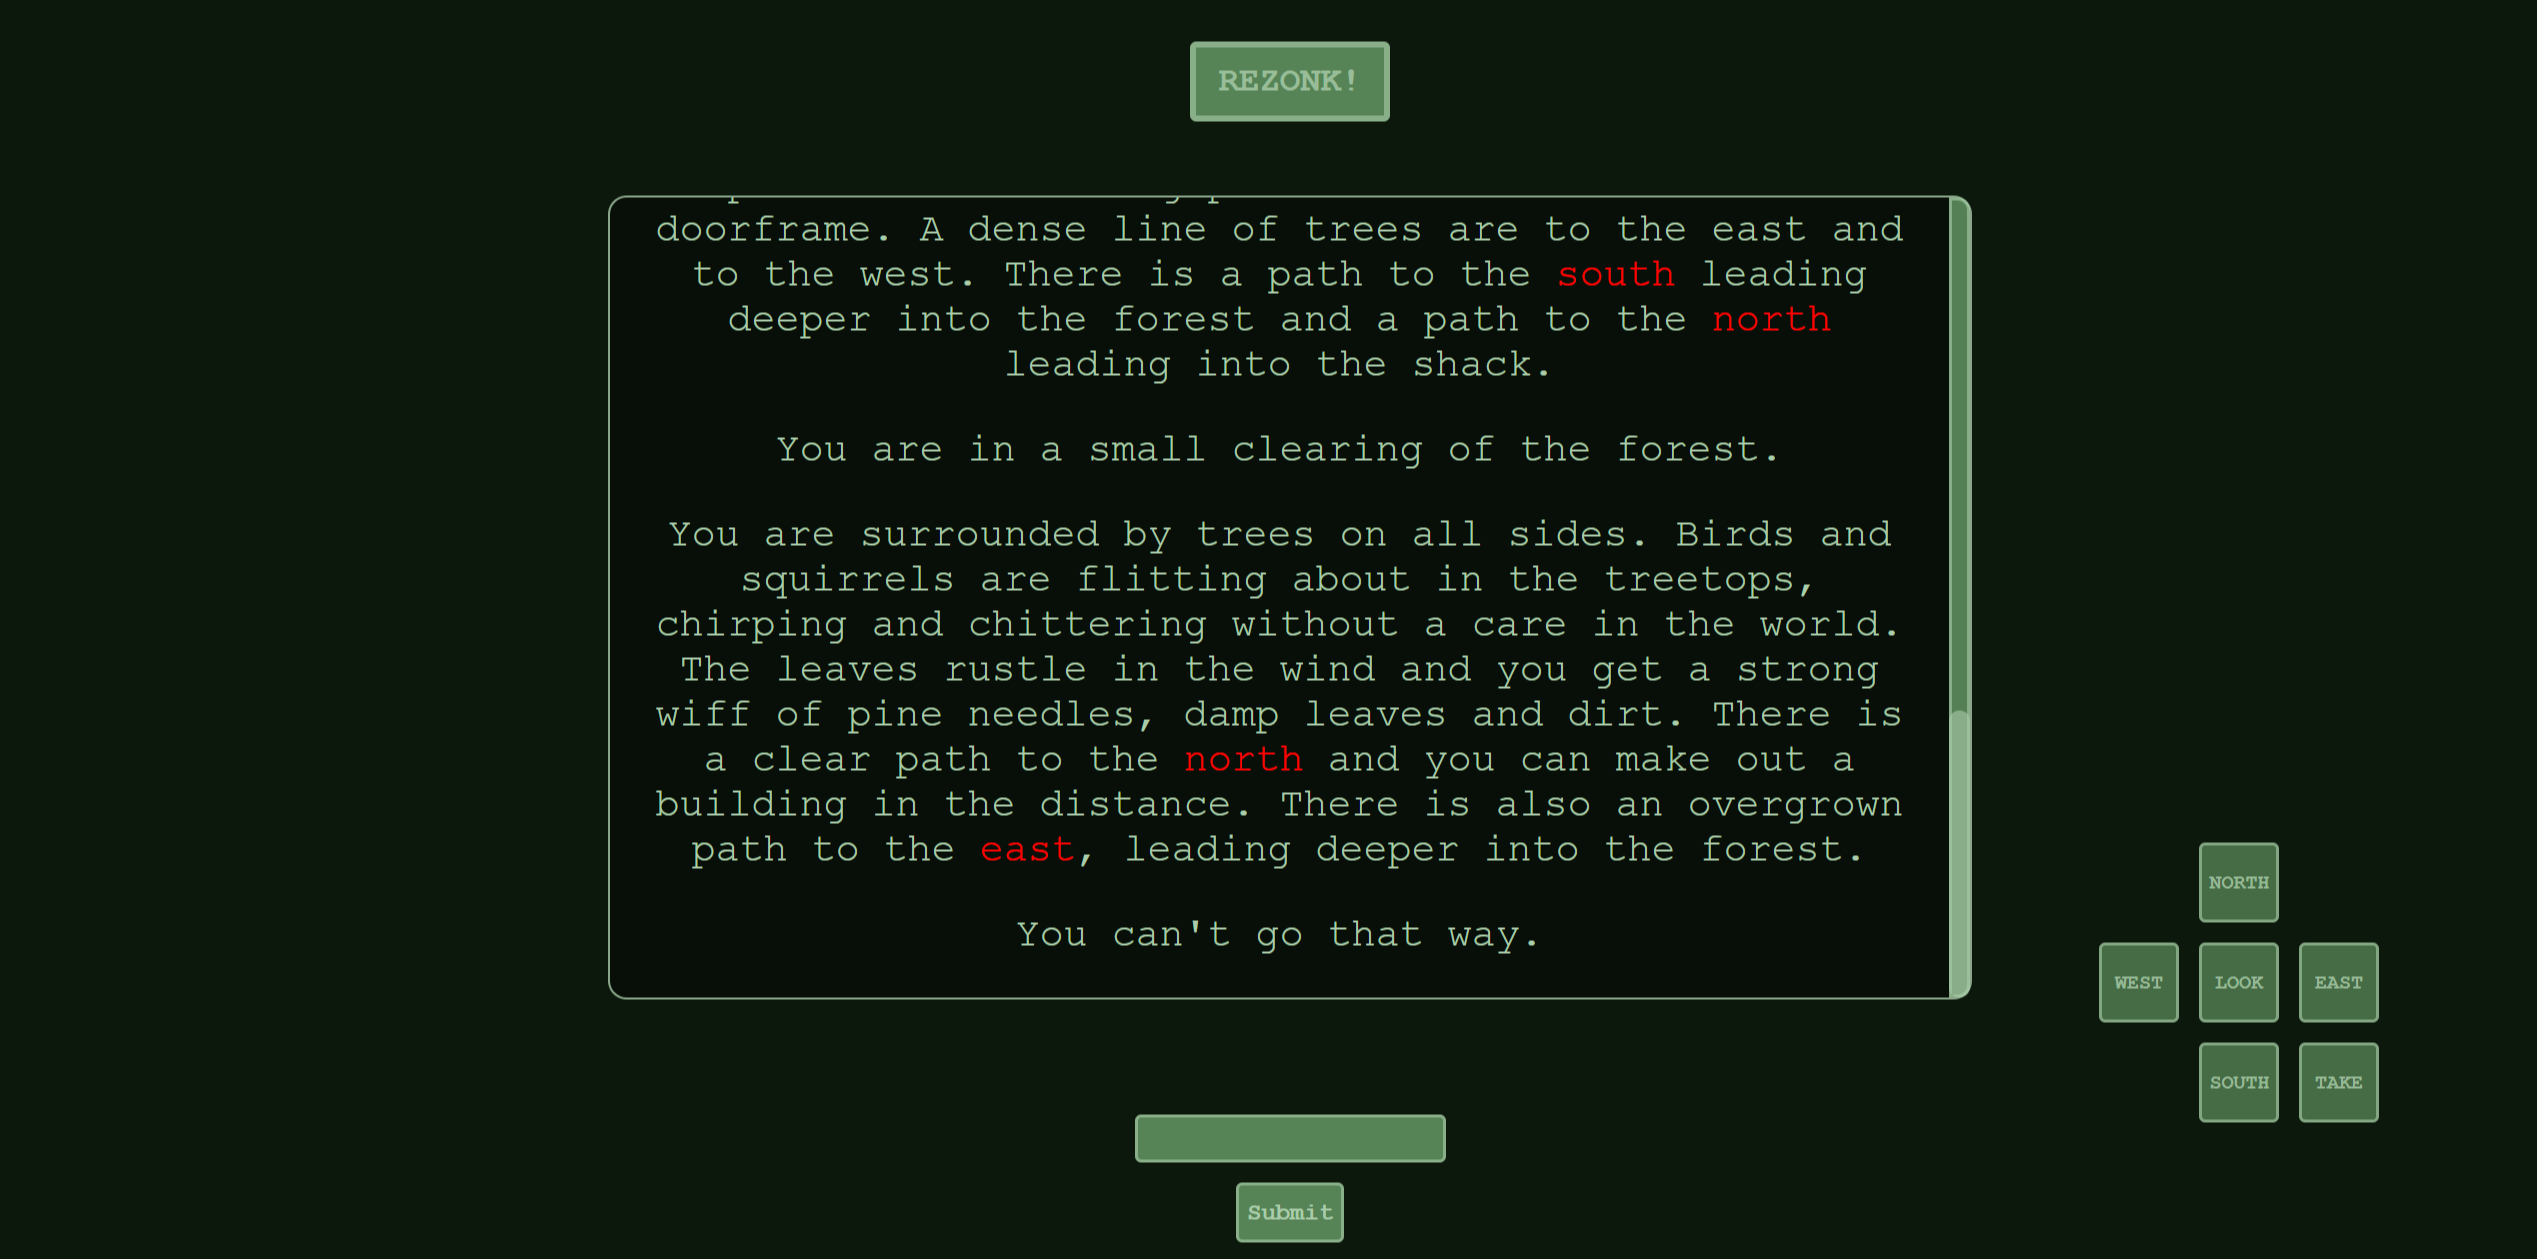 REZONK!
doorframe. A dense line of trees are to the east and
to the west. There is a path to the south leading
deeper into the forest and a path to the north
leading into the shack.
You are in a small clearing of the forest.
You are surrounded by trees on all sides. Birds and
squirrels are flitting about in the treetops,
chirping and chittering without a care in the world.
The leaves rustle in the wind and you get a strong
wiff of pine needles, damp leaves and dirt. There is
a clear path to the north and you can make out a
building in the distance. There is also an overgrown
path to the east, leading deeper into the forest.
You can't go that way.
NORTH
WEST LOOK EAST
SOUTH TAKE
Submit